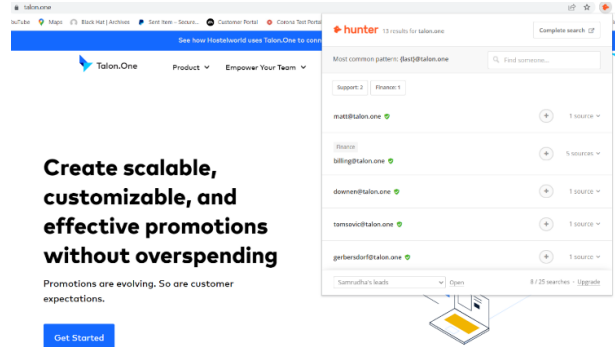 talon.one
Maps
Black Hat | Archives
Sent Item - Secure...
Customer Portal
Corona Test Porta
See how Hostelworld uses Talon.One to conn
Talon.One
Product
Empower Your Team
Create scalable,
customizable, and
effective promotions
without overspending
Promotions are evolving. So are customer
expectations.
Get Started
hunter
13 results for talon.one
Complete search
Most common pattern: {last}@talon.one
Find someone...
Support: 2
Finance: 1
matt@talon.one
1 source
Finance
billing@talon.one
5 sources
downen@talon.one
1 source
tomsovic@talon.one
1 source
gerbersdorf@talon.one
1 source
Samrudha's leads
Open
8 / 25 searches - Upgrade